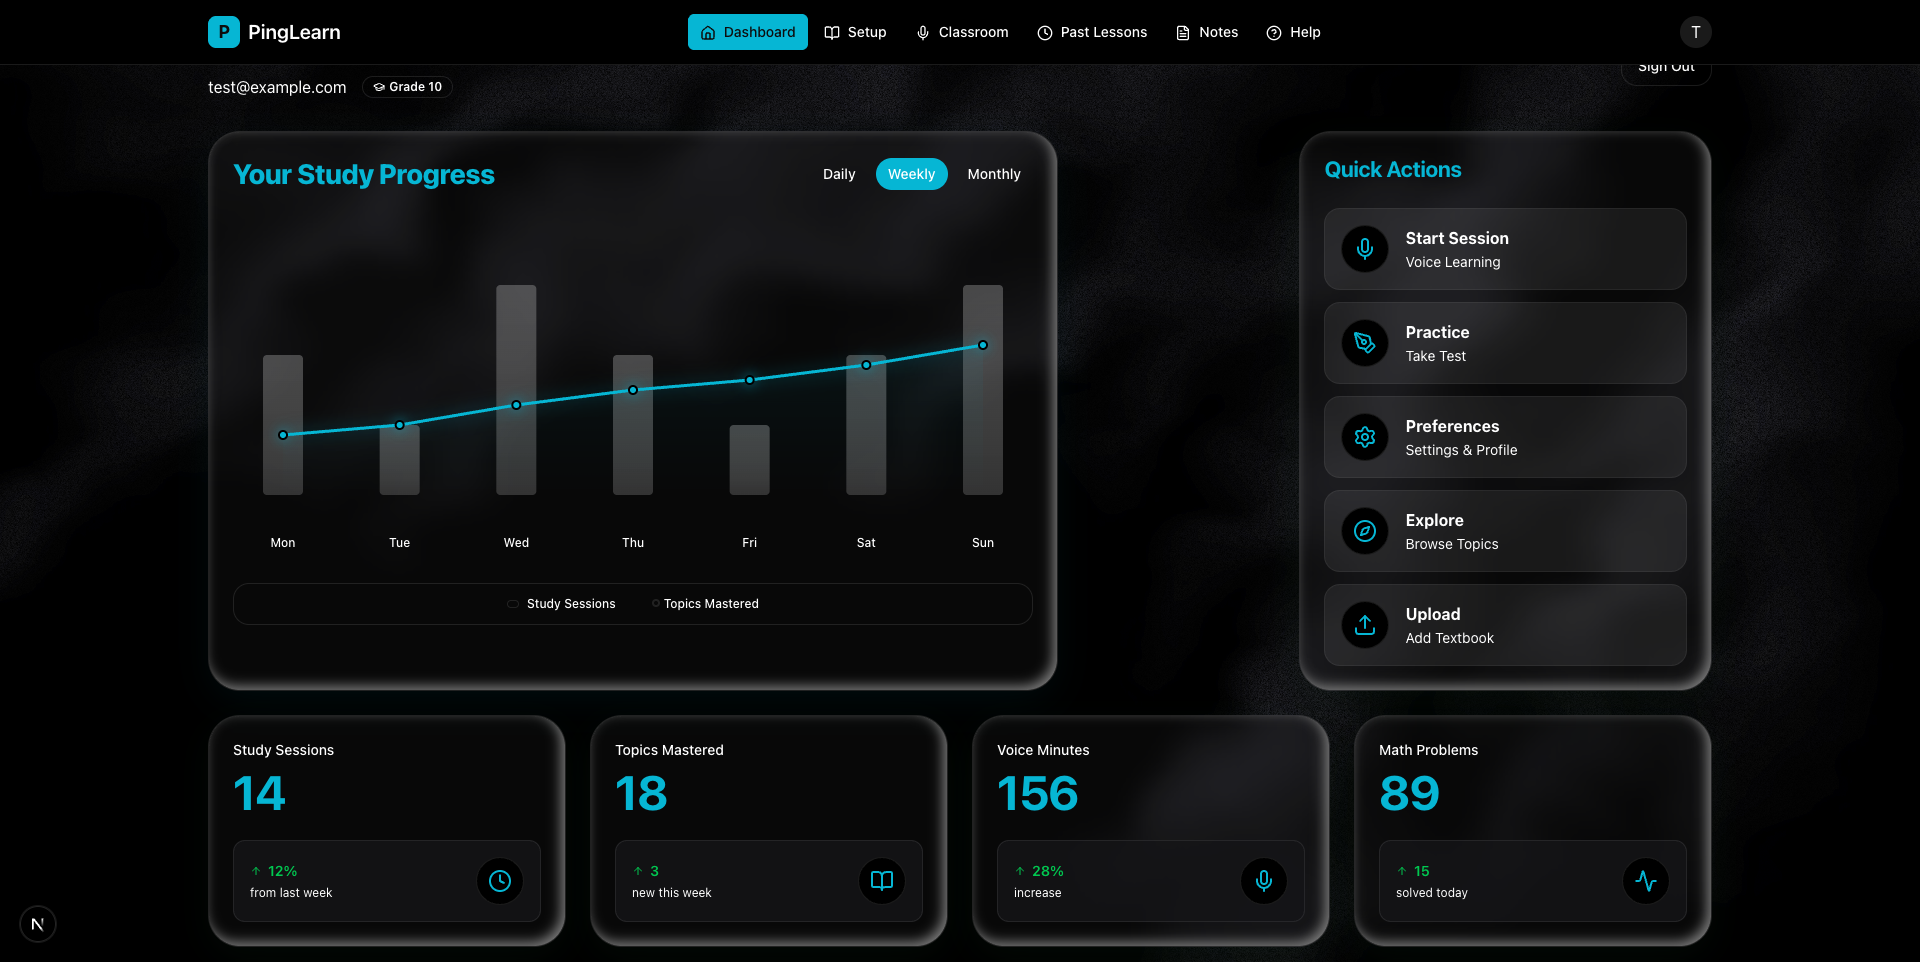 P PingLearn
Dashboard Setup Classroom Past Lessons Notes Help
T
test@example.com Grade 10
Sign Out
Your Study Progress
Daily Weekly Monthly
Mon Tue Wed Thu Fri Sat Sun
Study Sessions Topics Mastered
Quick Actions
Start Session
Voice Learning
Practice
Take Test
Preferences
Settings & Profile
Explore
Browse Topics
Upload
Add Textbook
Study Sessions
14
↑ 12%
from last week
Topics Mastered
18
↑ 3
new this week
Voice Minutes
156
↑ 28%
increase
Math Problems
89
↑ 15
solved today
N